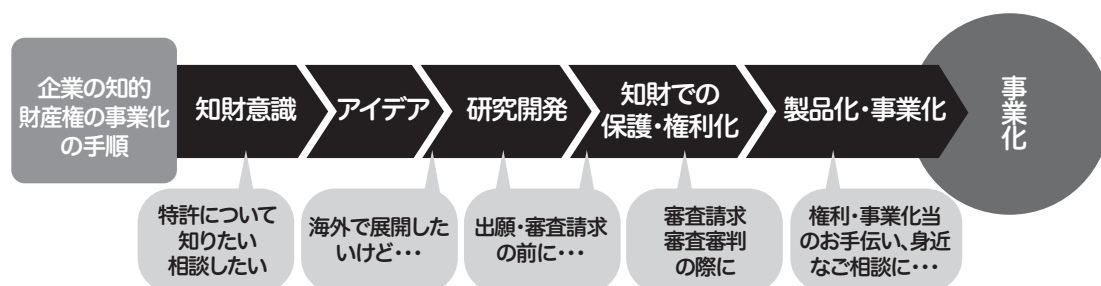 企業の知的
財産権の事業化
の手順
知財意識
アイデア
研究開発
知財での
保護・権利化
製品化・事業化
事業化
特許について
知りたい
相談したい
海外で展開した
いけど・・・
出願・審査請求
の前に・・・
審査請求
審査審判
の際に
権利・事業化当
のお手伝い、身近
なご相談に・・・